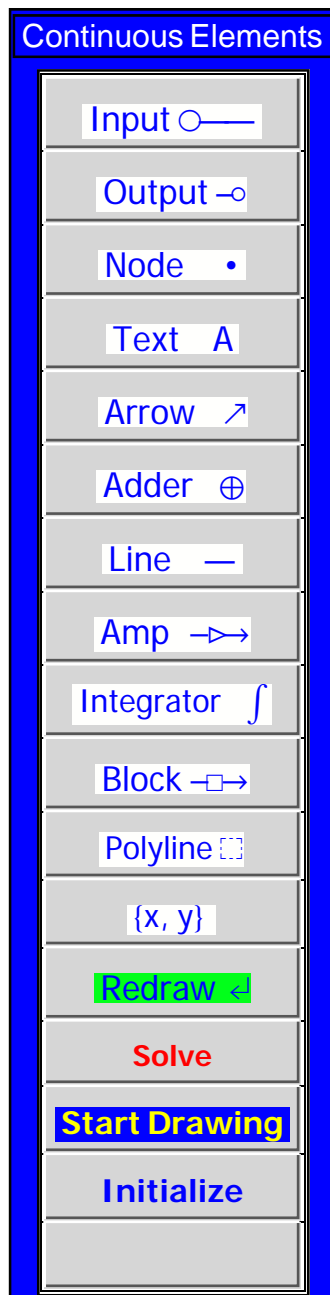 Continuous Elements
Input ○——
Output –○
Node •
Text A
Arrow ↗
Adder ⊕
Line —
Amp –▷→
Integrator ∫
Block –□→
Polyline ⬚
{x, y}
Redraw ↲
Solve
Start Drawing
Initialize